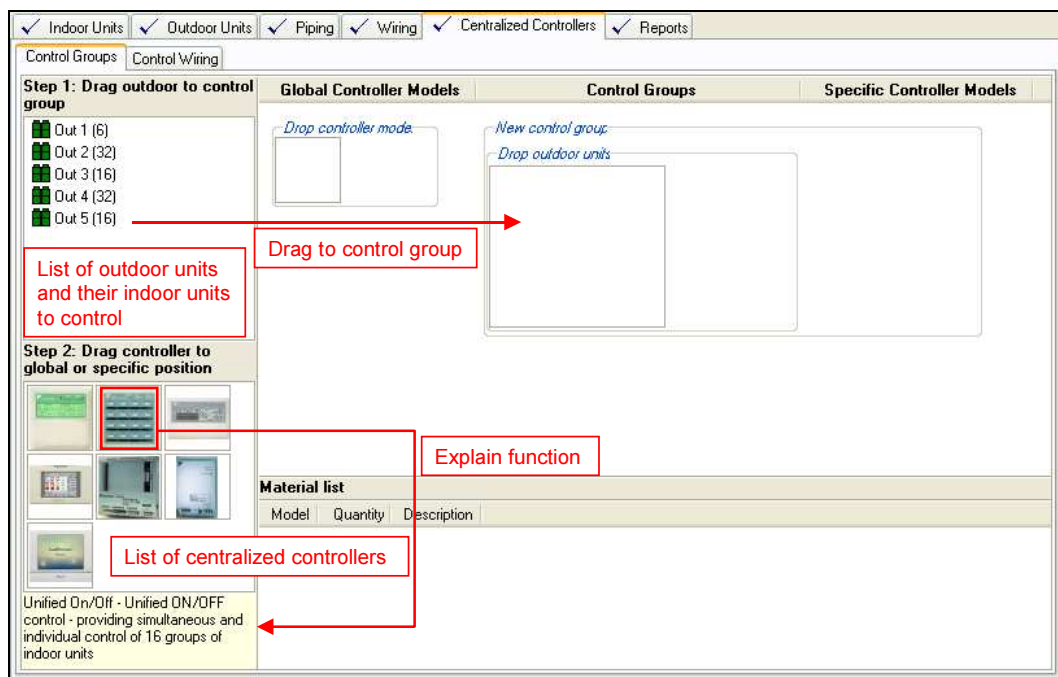 Indoor Units Outdoor Units Piping Wiring Centralized Controllers Reports
Control Groups Control Wiring
Step 1: Drag outdoor to control
group
Out 1 (6)
Out 2 (32)
Out 3 (16)
Out 4 (32)
Out 5 (16)
List of outdoor units
and their indoor units
to control
Step 2: Drag controller to
global or specific position
List of centralized controllers
Unified On/Off - Unified ON/OFF
control - providing simultaneous and
individual control of 16 groups of
indoor units
Global Controller Models Control Groups Specific Controller Models
Drop controller mode
New control group
Drop outdoor units
Drag to control group
Explain function
Material list
Model Quantity Description